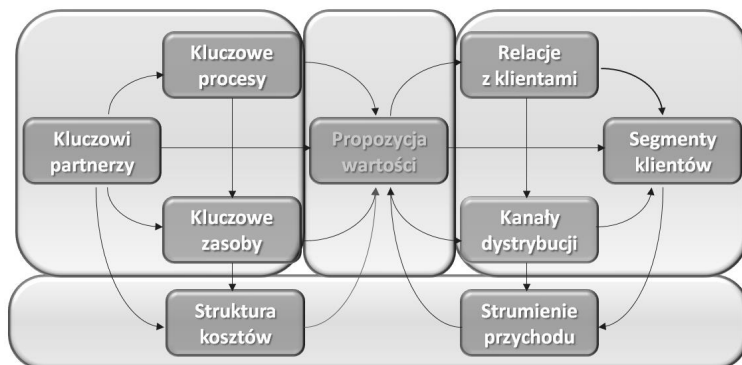 Kluczowe
procesy
Relacje
z klientami
Kluczowi
partnerzy
Propozycja
wartości
Segmenty
klientów
Kluczowe
zasoby
Kanały
dystrybucji
Struktura
kosztów
Strumienie
przychodu